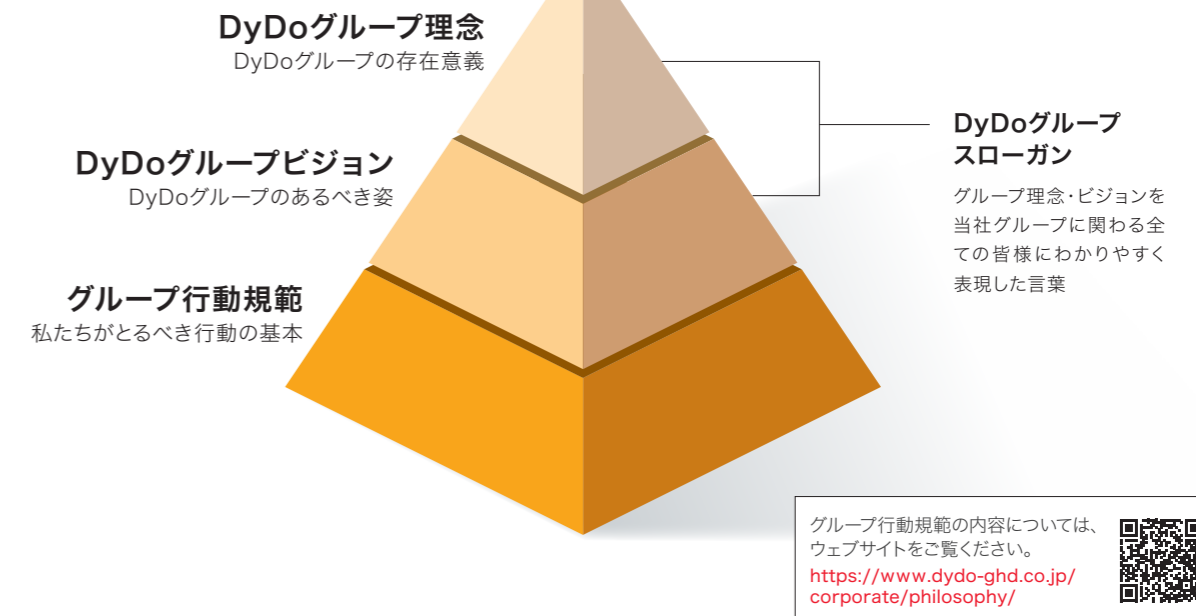 DyDoグループ理念
DyDoグループの存在意義
DyDoグループビジョン
DyDoグループのあるべき姿
グループ行動規範
私たちがとるべき行動の基本
DyDoグループ
スローガン
グループ理念・ビジョンを
当社グループに関わる全
ての皆様にわかりやすく
表現した言葉
グループ行動規範の内容については、
ウェブサイトをご覧ください。
https://www.dydo-ghd.co.jp/
corporate/philosophy/